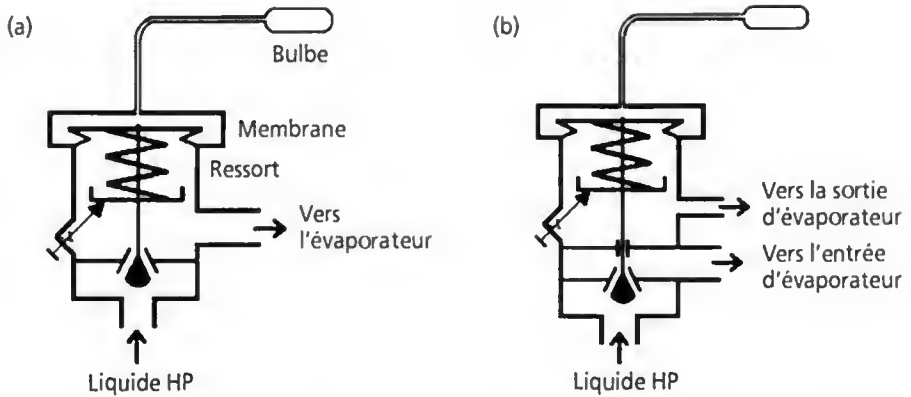 (a)
Bulbe
Membrane
Ressort
Vers
l'évaporateur
Liquide HP
(b)
Vers la sortie
d'évaporateur
Vers l'entrée
d'évaporateur
Liquide HP